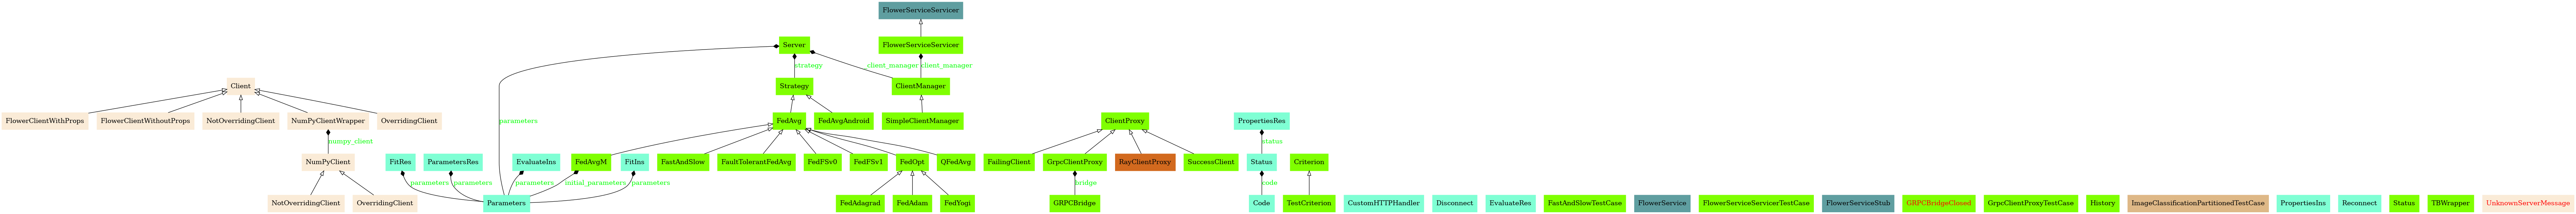 FlowerServiceServicer
Server
FlowerServiceServicer
strategy
_client_manager
client_manager
Client
Strategy
ClientManager
FlowerClientWithProps
FlowerClientWithoutProps
NotOverridingClient
NumPyClientWrapper
OverridingClient
parameters
FedAvg
FedAvgAndroid
SimpleClientManager
ClientProxy
PropertiesRes
numpy_client
status
NumPyClient
FitRes
ParametersRes
EvaluateIns
FedAvgM
FitIns
FastAndSlow
FaultTolerantFedAvg
FedFSv0
FedFSv1
FedOpt
QFedAvg
FailingClient
GrpcClientProxy
RayClientProxy
SuccessClient
Status
Criterion
parameters
parameters
parameters
initial_parameters
parameters
bridge
code
NotOverridingClient
OverridingClient
Parameters
FedAdagrad
FedAdam
FedYogi
GRPCBridge
Code
TestCriterion
CustomHTTPHandler
Disconnect
EvaluateRes
FastAndSlowTestCase
FlowerService
FlowerServiceServicerTestCase
FlowerServiceStub
GRPCBridgeClosed
GrpcClientProxyTestCase
History
ImageClassificationPartitionedTestCase
PropertiesIns
Reconnect
Status
TBWrapper
UnknownServerMessage